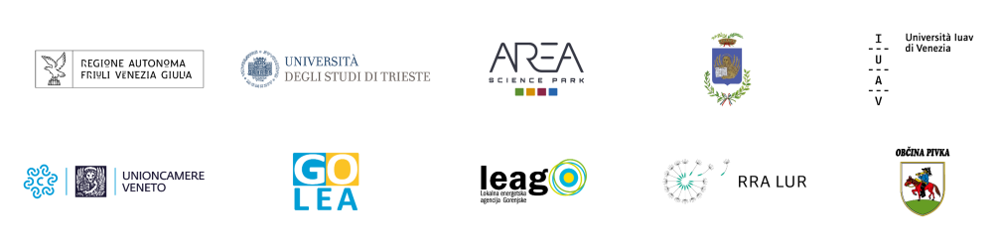 REGIONE AUTONOMA
FRIULI VENEZIA GIULIA
UNIVERSITÀ
DEGLI STUDI DI TRIESTE
AREA
SCIENCE PARK
I
U
A
V
Università Iuav
di Venezia
UNIONCAMERE
VENETO
GO
LEA
leag
Lokalna energetska
agencija Gorenjske
RRA LUR
OBČINA PIVKA